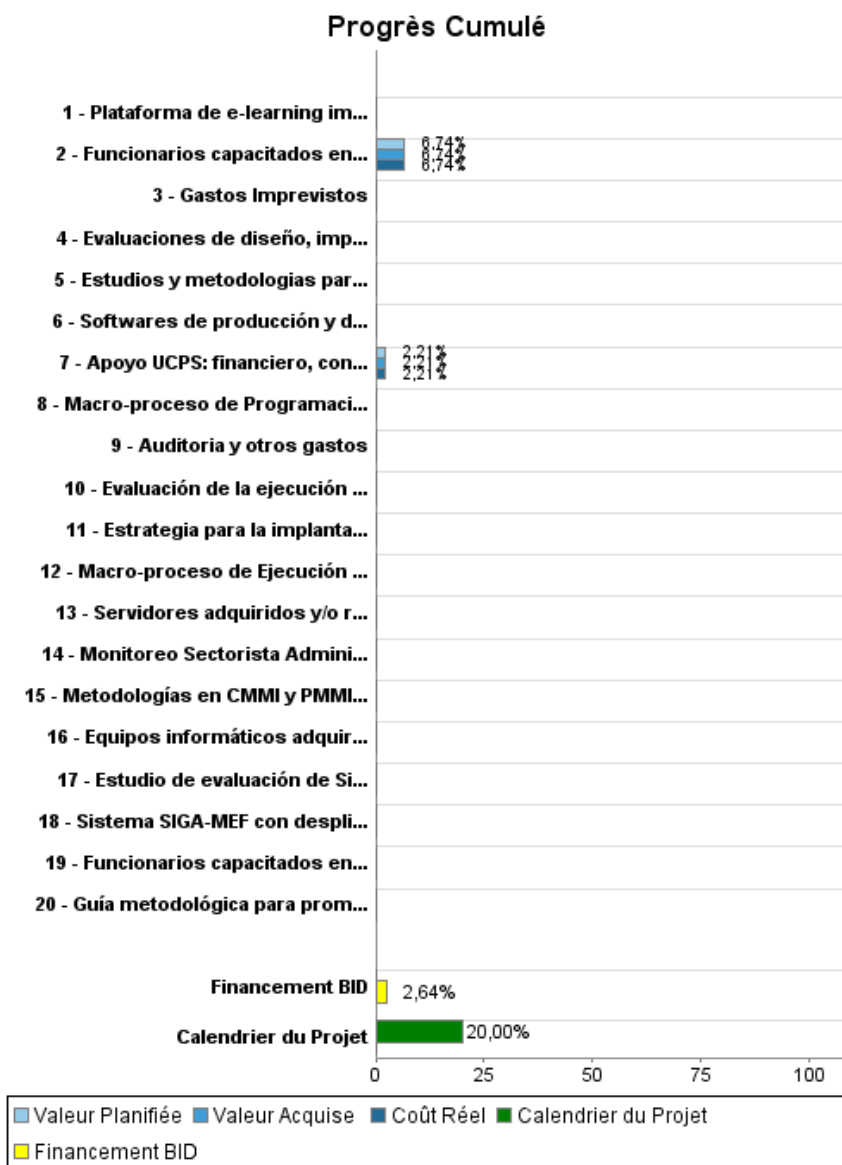 Progrès Cumulé
1 - Plataforma de e-learning im...
2 - Funcionarios capacitados en...
6,74%
6,74%
6,74%
3 - Gastos Imprevistos
4 - Evaluaciones de diseño, imp...
5 - Estudios y metodologias par...
6 - Softwares de producción y d...
7 - Apoyo UCPS: financiero, con...
2,21%
2,21%
2,21%
8 - Macro-proceso de Programaci...
9 - Auditoria y otros gastos
10 - Evaluación de la ejecución ...
11 - Estrategia para la implanta...
12 - Macro-proceso de Ejecución ...
13 - Servidores adquiridos y/o r...
14 - Monitoreo Sectorista Admini...
15 - Metodologías en CMMI y PMMI...
16 - Equipos informáticos adquir...
17 - Estudio de evaluación de Si...
18 - Sistema SIGA-MEF con despli...
19 - Funcionarios capacitados en...
20 - Guía metodológica para prom...
Financement BID 2,64%
Calendrier du Projet 20,00%
0 25 50 75 100
Valeur Planifiée Valeur Acquise Coût Réel Calendrier du Projet
Financement BID